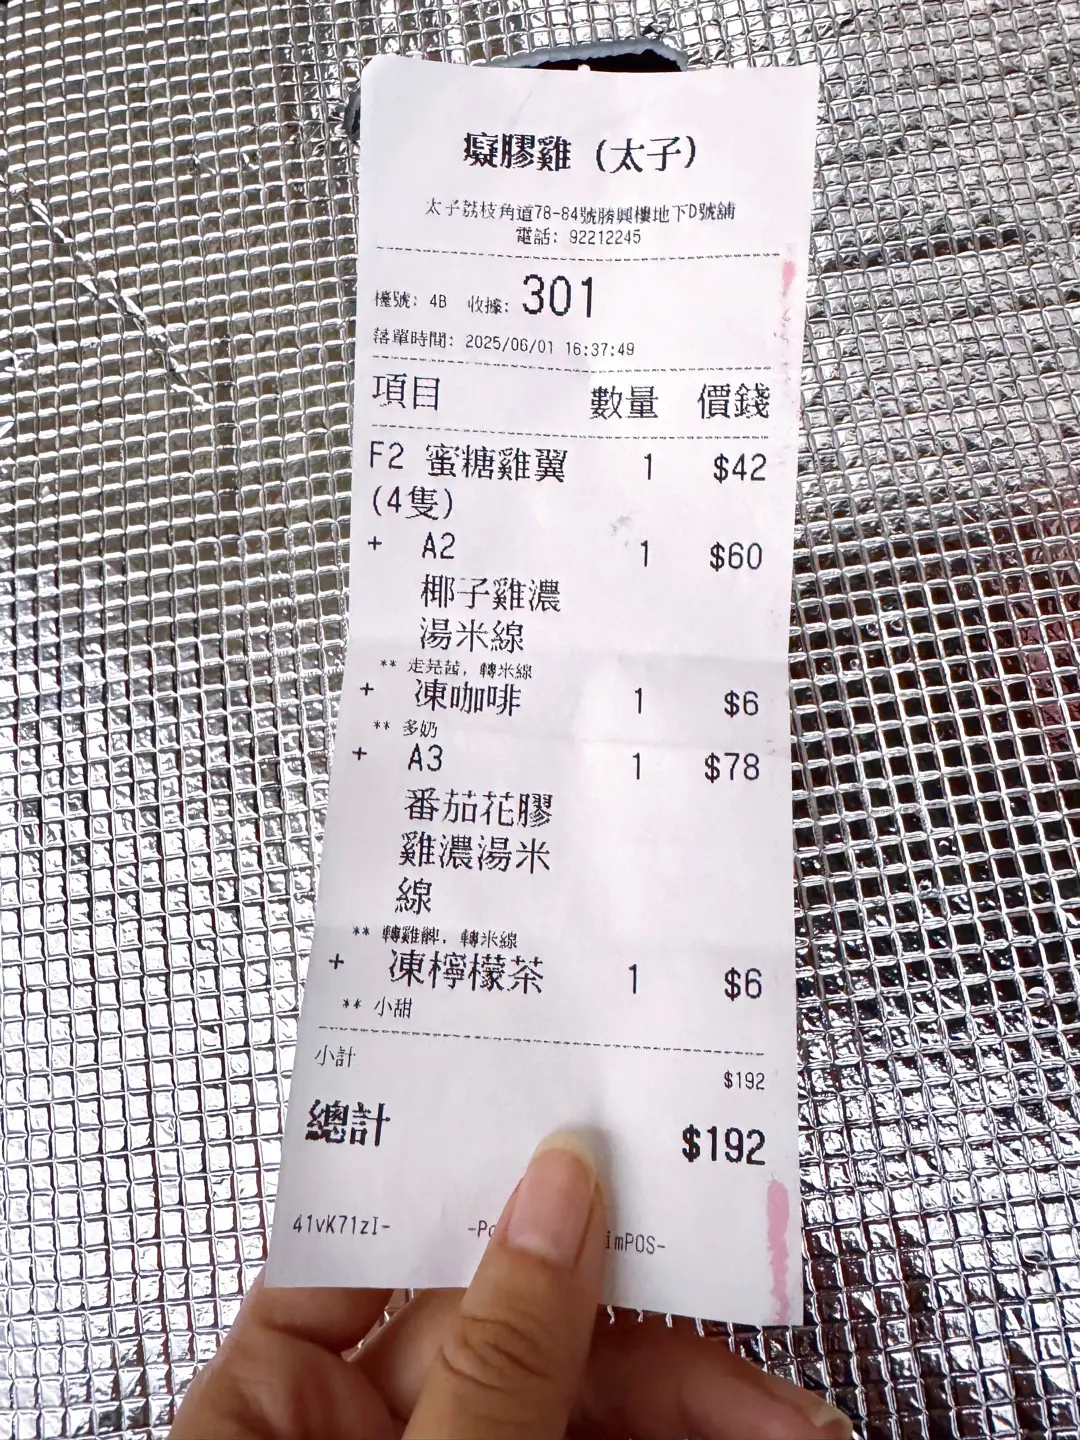 癡膠雞 (太子)
太子荔枝角道78-84號勝興樓地下D號舖
電話: 92212245
檯號: 4B 收據: 301
落單時間: 2025/06/01 16:37:49
項目 數量 價錢
F2 蜜糖雞翼 1 $42
(4隻)
+ A2 1 $60
椰子雞濃
湯米線
** 走芫茜, 轉米線
+ 凍咖啡 1 $6
** 多奶
+ A3 1 $78
番茄花膠
雞濃湯米
線
** 轉雞髀, 轉米線
+ 凍檸檬茶 1 $6
** 小甜
小計 $192
總計 $192
41vK71zI- imPOS-